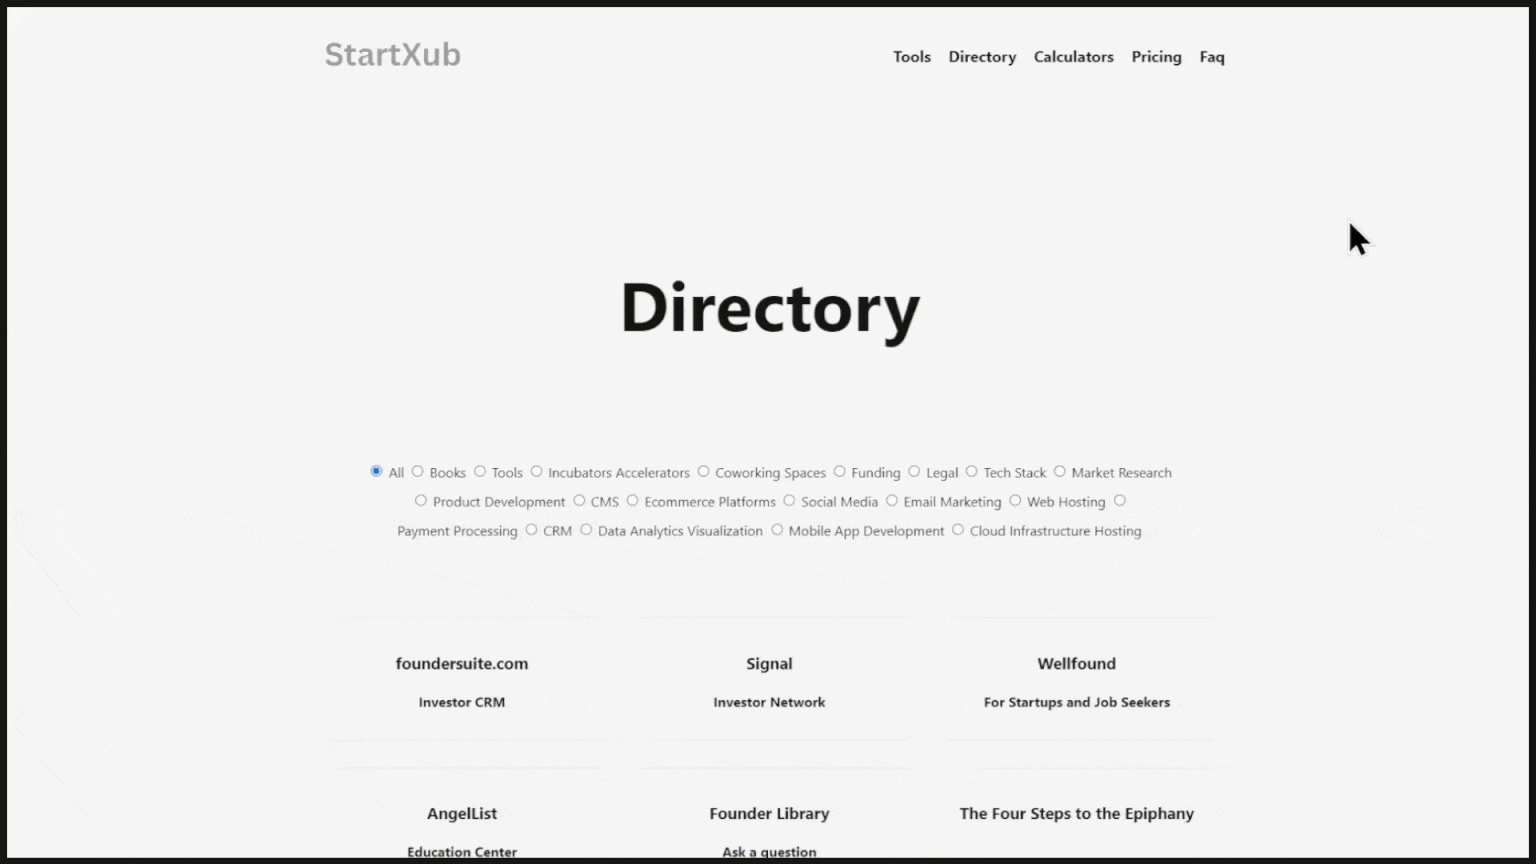 StartXub
Tools Directory Calculators Pricing Faq
Directory
All Books Tools Incubators Accelerators Coworking Spaces Funding Legal Tech Stack Market Research
Product Development CMS Ecommerce Platforms Social Media Email Marketing Web Hosting
Payment Processing CRM Data Analytics Visualization Mobile App Development Cloud Infrastructure Hosting
foundersuite.com Signal Wellfound
Investor CRM Investor Network For Startups and Job Seekers
AngelList Founder Library The Four Steps to the Epiphany
Education Center Ask a question